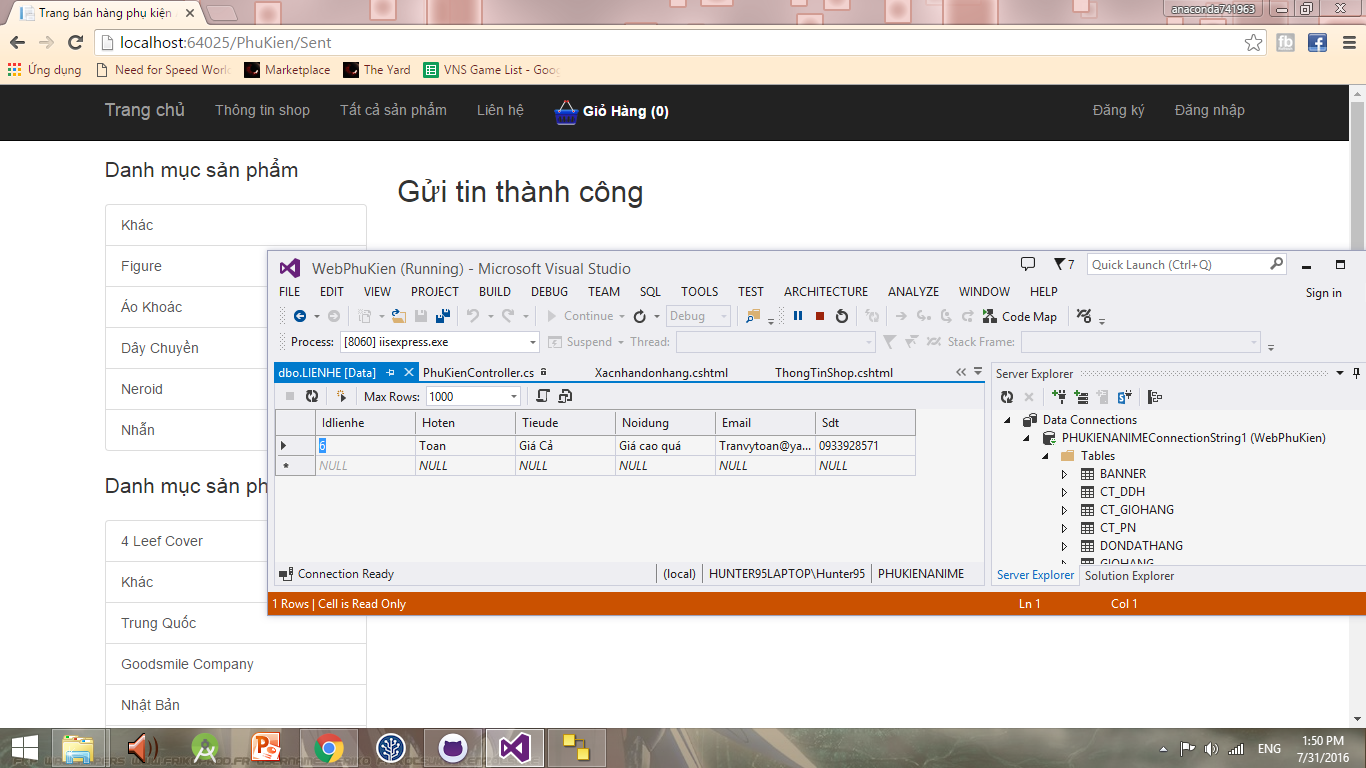 Trang bán hàng phụ kiện
anaconda741963
localhost:64025/PhuKien/Sent
Ứng dụng
Need for Speed World
Marketplace
The Yard
VNS Game List - Goo
Trang chủ
Thông tin shop
Tất cả sản phẩm
Liên hệ
Giỏ Hàng (0)
Đăng ký
Đăng nhập
Danh mục sản phẩm
Khác
Figure
Áo Khoác
Dây Chuyền
Neroid
Nhẫn
Danh mục sản ph
4 Leef Cover
Khác
Trung Quốc
Goodsmile Company
Nhật Bản
Gửi tin thành công
WebPhuKien (Running) - Microsoft Visual Studio
7
Quick Launch (Ctrl+Q)
FILE EDIT VIEW PROJECT BUILD DEBUG TEAM SQL TOOLS TEST ARCHITECTURE ANALYZE WINDOW HELP
Sign in
Continue
Debug
Code Map
Process: [8060] iisexpress.exe
Suspend
Thread:
Stack Frame:
dbo.LIENHE [Data]
PhuKienController.cs
Xacnhandonhang.cshtml
ThongTinShop.cshtml
Max Rows: 1000
Idlienhe Hoten Tieude Noidung Email Sdt
6 Toan Giá Cả Giá cao quá Tranvytoan@ya... 0933928571
NULL NULL NULL NULL NULL NULL
Connection Ready
(local)
HUNTER95LAPTOP\Hunter95
PHUKIENANIME
Server Explorer
Data Connections
PHUKIENANIMEConnectionString1 (WebPhuKien)
Tables
BANNER
CT_DDH
CT_GIOHANG
CT_PN
DONDATHANG
GIOHANG
Server Explorer
Solution Explorer
1 Rows | Cell is Read Only
Ln 1
Col 1
ENG
1:50 PM
7/31/2016